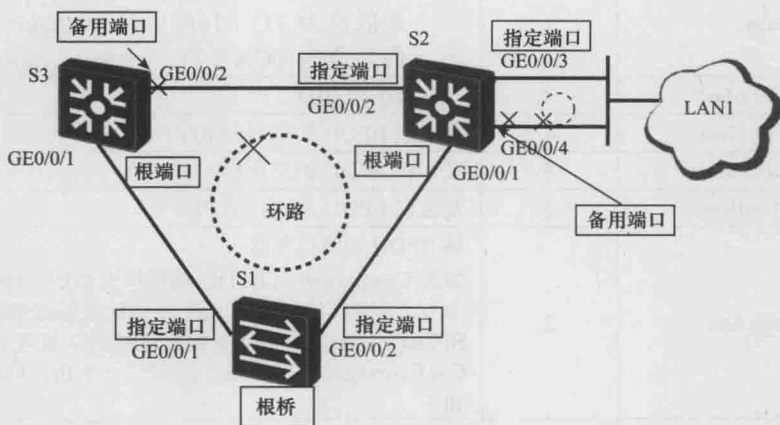 备用端口
S3
GE0/0/2
指定端口
GE0/0/2
S2
指定端口
GE0/0/3
LAN1
GE0/0/4
GE0/0/1
根端口
根端口
GE0/0/1
备用端口
环路
S1
指定端口
GE0/0/1
指定端口
GE0/0/2
根桥